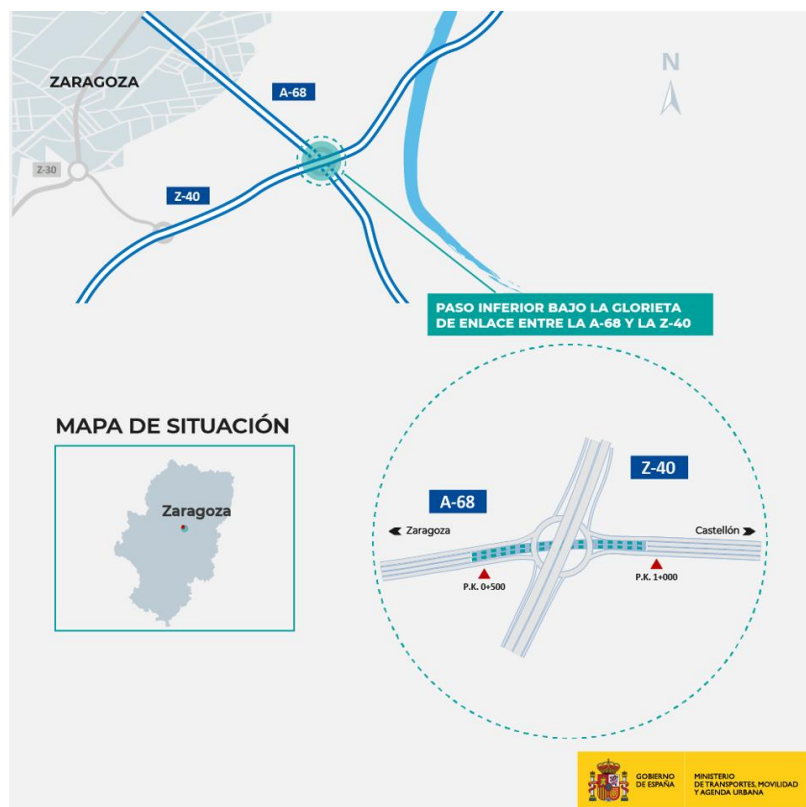 ZARAGOZA
A-68
N
Z-30
Z-40
PASO INFERIOR BAJO LA GLORIETA
DE ENLACE ENTRE LA A-68 Y LA Z-40
MAPA DE SITUACIÓN
Zaragoza
Z-40
A-68
Zaragoza
Castellón
P.K. 0+500
P.K. 1+000
GOBIERNO
DE ESPAÑA
MINISTERIO
DE TRANSPORTES, MOVILIDAD
Y AGENDA URBANA